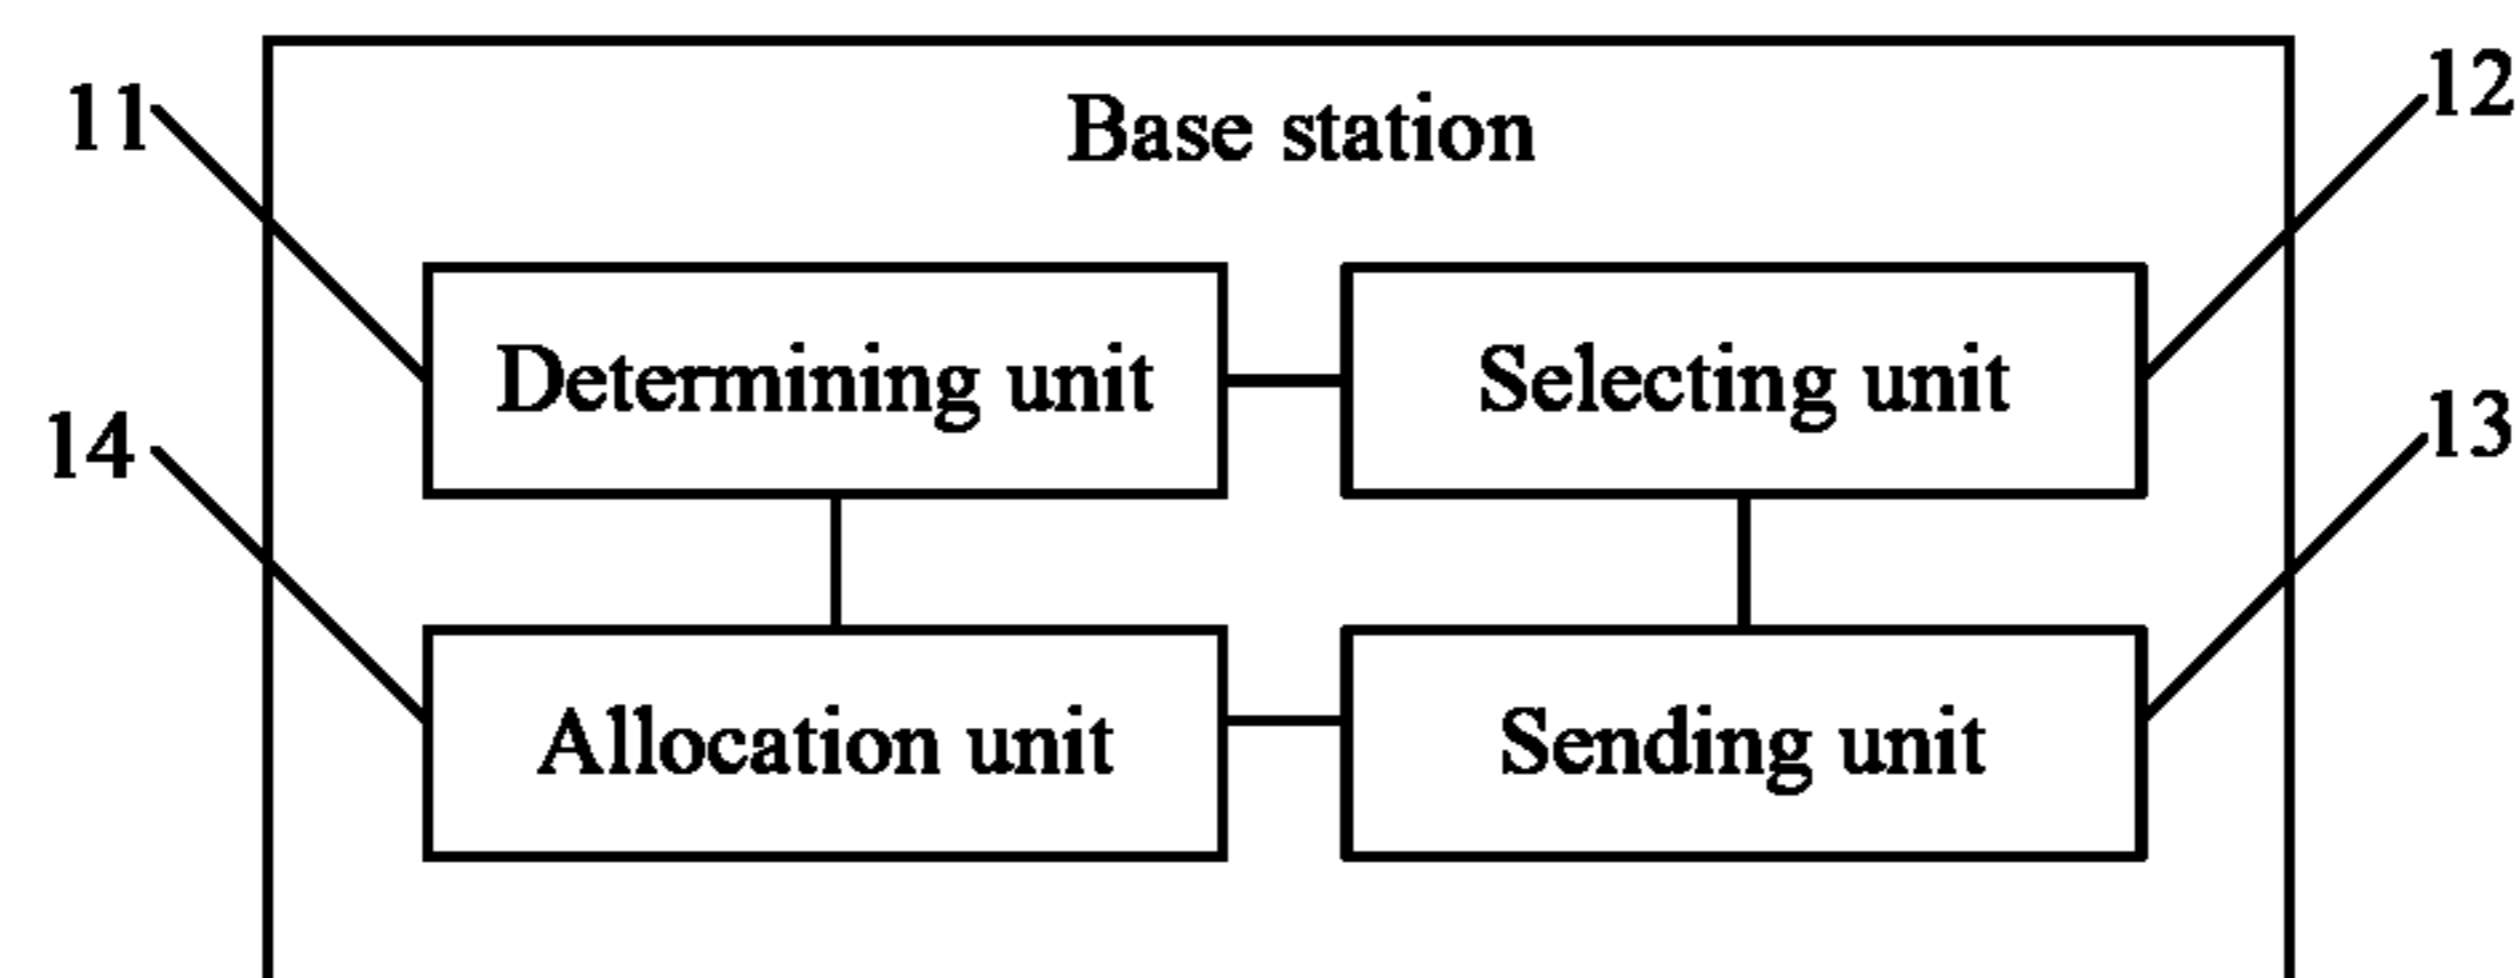 Base station
11
12
Determining unit
Selecting unit
14
13
Allocation unit
Sending unit